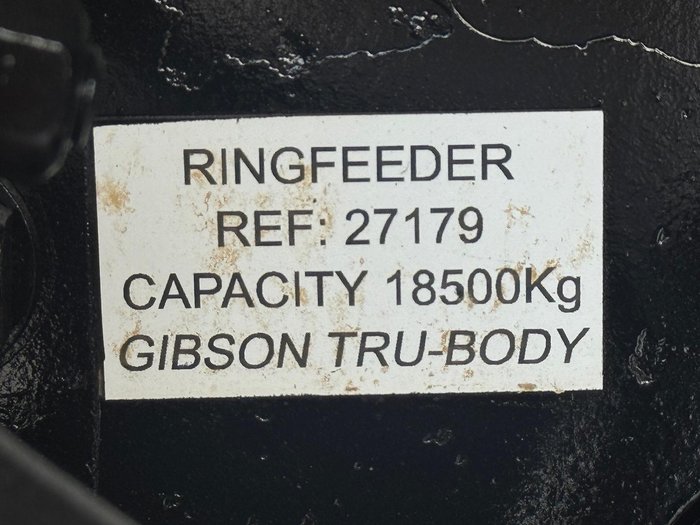 RINGFEEDER
REF: 27179
CAPACITY 18500Kg
GIBSON TRU-BODY